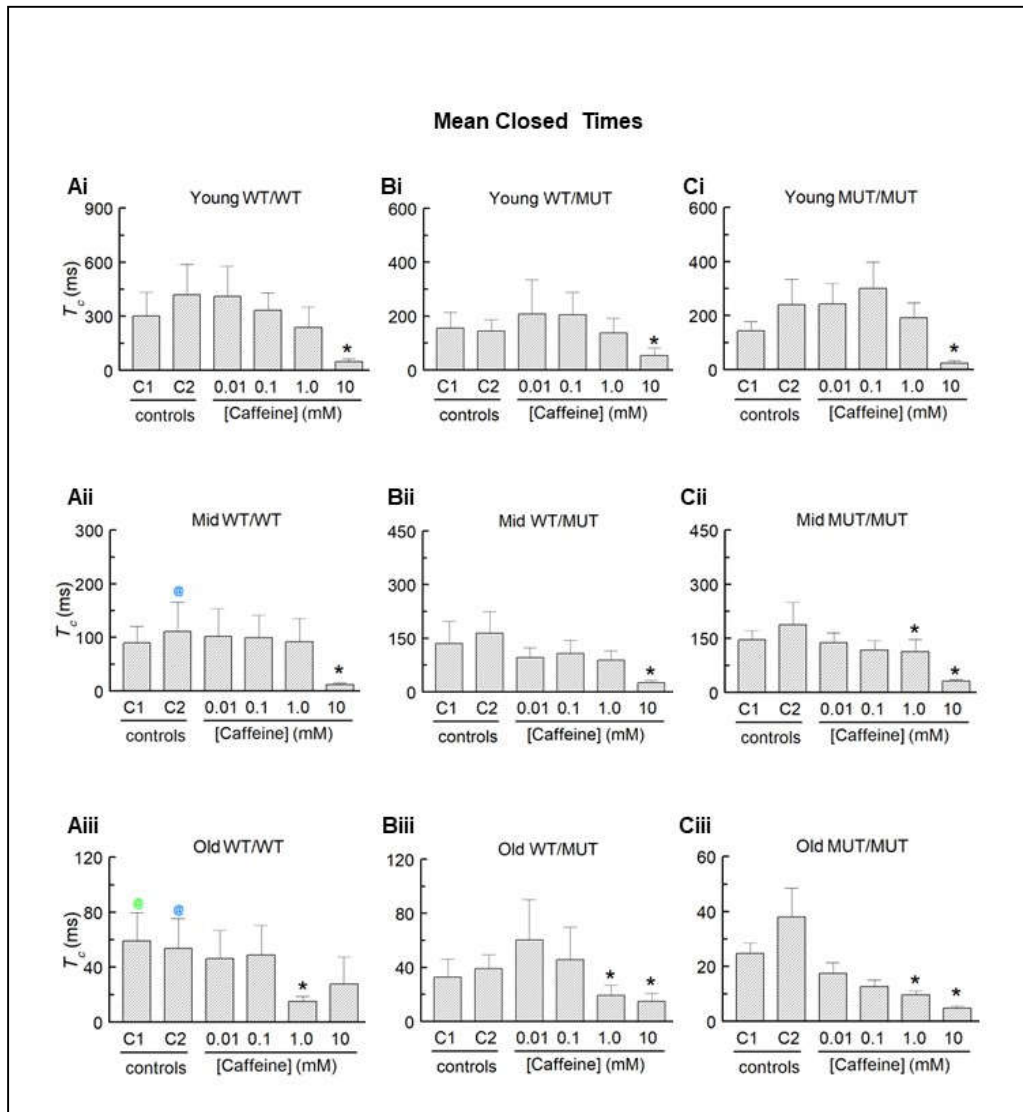 Mean Closed Times
Ai
Young WT/WT
900
600
300
0
Tc (ms)
C1 C2 0.01 0.1 1.0 10
controls [Caffeine] (mM)
*
Bi
Young WT/MUT
600
400
200
0
C1 C2 0.01 0.1 1.0 10
controls [Caffeine] (mM)
*
Ci
Young MUT/MUT
600
400
200
0
C1 C2 0.01 0.1 1.0 10
controls [Caffeine] (mM)
*
Aii
Mid WT/WT
300
200
100
0
Tc (ms)
@
*
C1 C2 0.01 0.1 1.0 10
controls [Caffeine] (mM)
Bii
Mid WT/MUT
450
300
150
0
*
C1 C2 0.01 0.1 1.0 10
controls [Caffeine] (mM)
Cii
Mid MUT/MUT
450
300
150
0
* *
C1 C2 0.01 0.1 1.0 10
controls [Caffeine] (mM)
Aiii
Old WT/WT
120
80
40
0
Tc (ms)
@ @
*
C1 C2 0.01 0.1 1.0 10
controls [Caffeine] (mM)
Biii
Old WT/MUT
120
80
40
0
* *
C1 C2 0.01 0.1 1.0 10
controls [Caffeine] (mM)
Ciii
Old MUT/MUT
60
40
20
0
* *
C1 C2 0.01 0.1 1.0 10
controls [Caffeine] (mM)